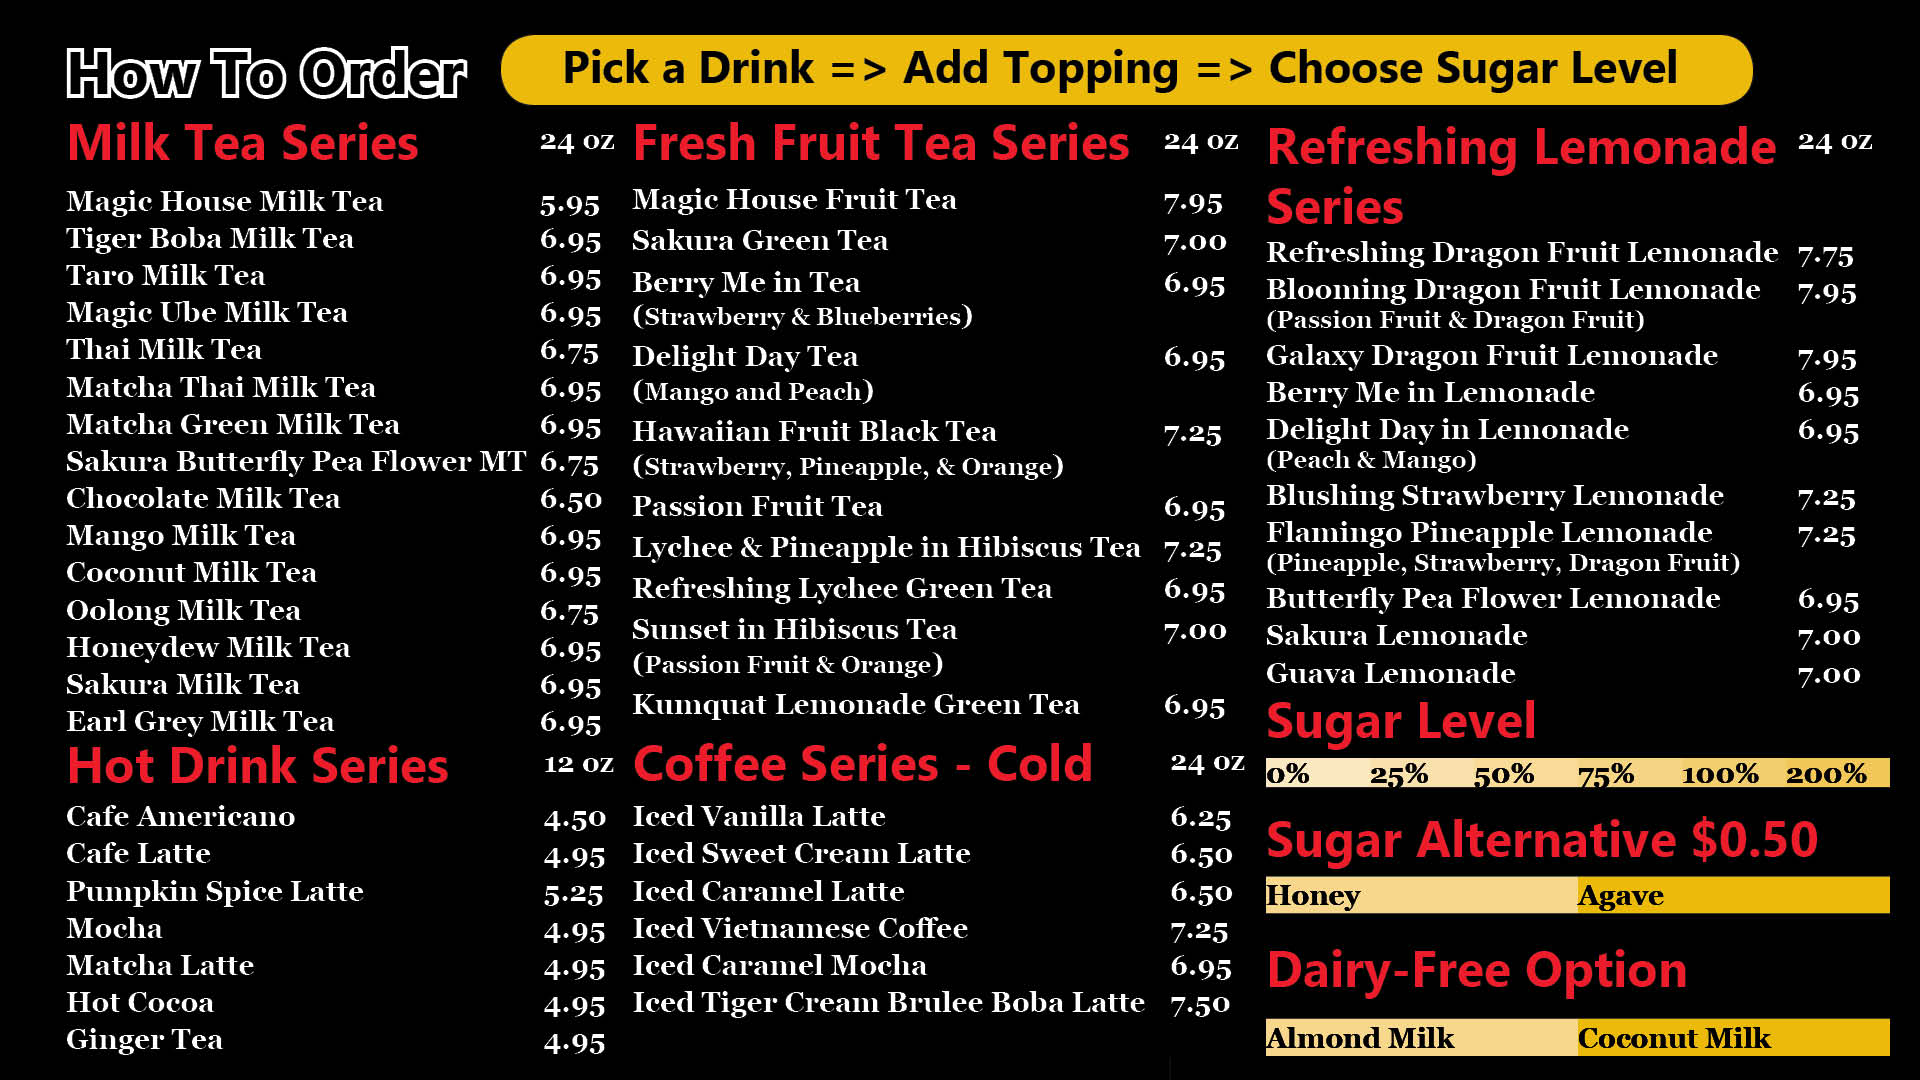 How To Order
Pick a Drink => Add Topping => Choose Sugar Level
Milk Tea Series 24 oz
Magic House Milk Tea 5.95
Tiger Boba Milk Tea 6.95
Taro Milk Tea 6.95
Magic Ube Milk Tea 6.95
Thai Milk Tea 6.75
Matcha Thai Milk Tea 6.95
Matcha Green Milk Tea 6.95
Sakura Butterfly Pea Flower MT 6.75
Chocolate Milk Tea 6.50
Mango Milk Tea 6.95
Coconut Milk Tea 6.95
Oolong Milk Tea 6.75
Honeydew Milk Tea 6.95
Sakura Milk Tea 6.95
Earl Grey Milk Tea 6.95
Hot Drink Series 12 oz
Cafe Americano 4.50
Cafe Latte 4.95
Pumpkin Spice Latte 5.25
Mocha 4.95
Matcha Latte 4.95
Hot Cocoa 4.95
Ginger Tea 4.95
Fresh Fruit Tea Series 24 oz
Magic House Fruit Tea 7.95
Sakura Green Tea 7.00
Berry Me in Tea 6.95
(Strawberry & Blueberries)
Delight Day Tea 6.95
(Mango and Peach)
Hawaiian Fruit Black Tea 7.25
(Strawberry, Pineapple, & Orange)
Passion Fruit Tea 6.95
Lychee & Pineapple in Hibiscus Tea 7.25
Refreshing Lychee Green Tea 6.95
Sunset in Hibiscus Tea 7.00
(Passion Fruit & Orange)
Kumquat Lemonade Green Tea 6.95
Coffee Series - Cold 24 oz
Iced Vanilla Latte 6.25
Iced Sweet Cream Latte 6.50
Iced Caramel Latte 6.50
Iced Vietnamese Coffee 7.25
Iced Caramel Mocha 6.95
Iced Tiger Cream Brulee Boba Latte 7.50
Refreshing Lemonade 24 oz
Series
Refreshing Dragon Fruit Lemonade 7.75
Blooming Dragon Fruit Lemonade 7.95
(Passion Fruit & Dragon Fruit)
Galaxy Dragon Fruit Lemonade 7.95
Berry Me in Lemonade 6.95
Delight Day in Lemonade 6.95
(Peach & Mango)
Blushing Strawberry Lemonade 7.25
Flamingo Pineapple Lemonade 7.25
(Pineapple, Strawberry, Dragon Fruit)
Butterfly Pea Flower Lemonade 6.95
Sakura Lemonade 7.00
Guava Lemonade 7.00
Sugar Level
0% 25% 50% 75% 100% 200%
Sugar Alternative $0.50
Honey Agave
Dairy-Free Option
Almond Milk Coconut Milk